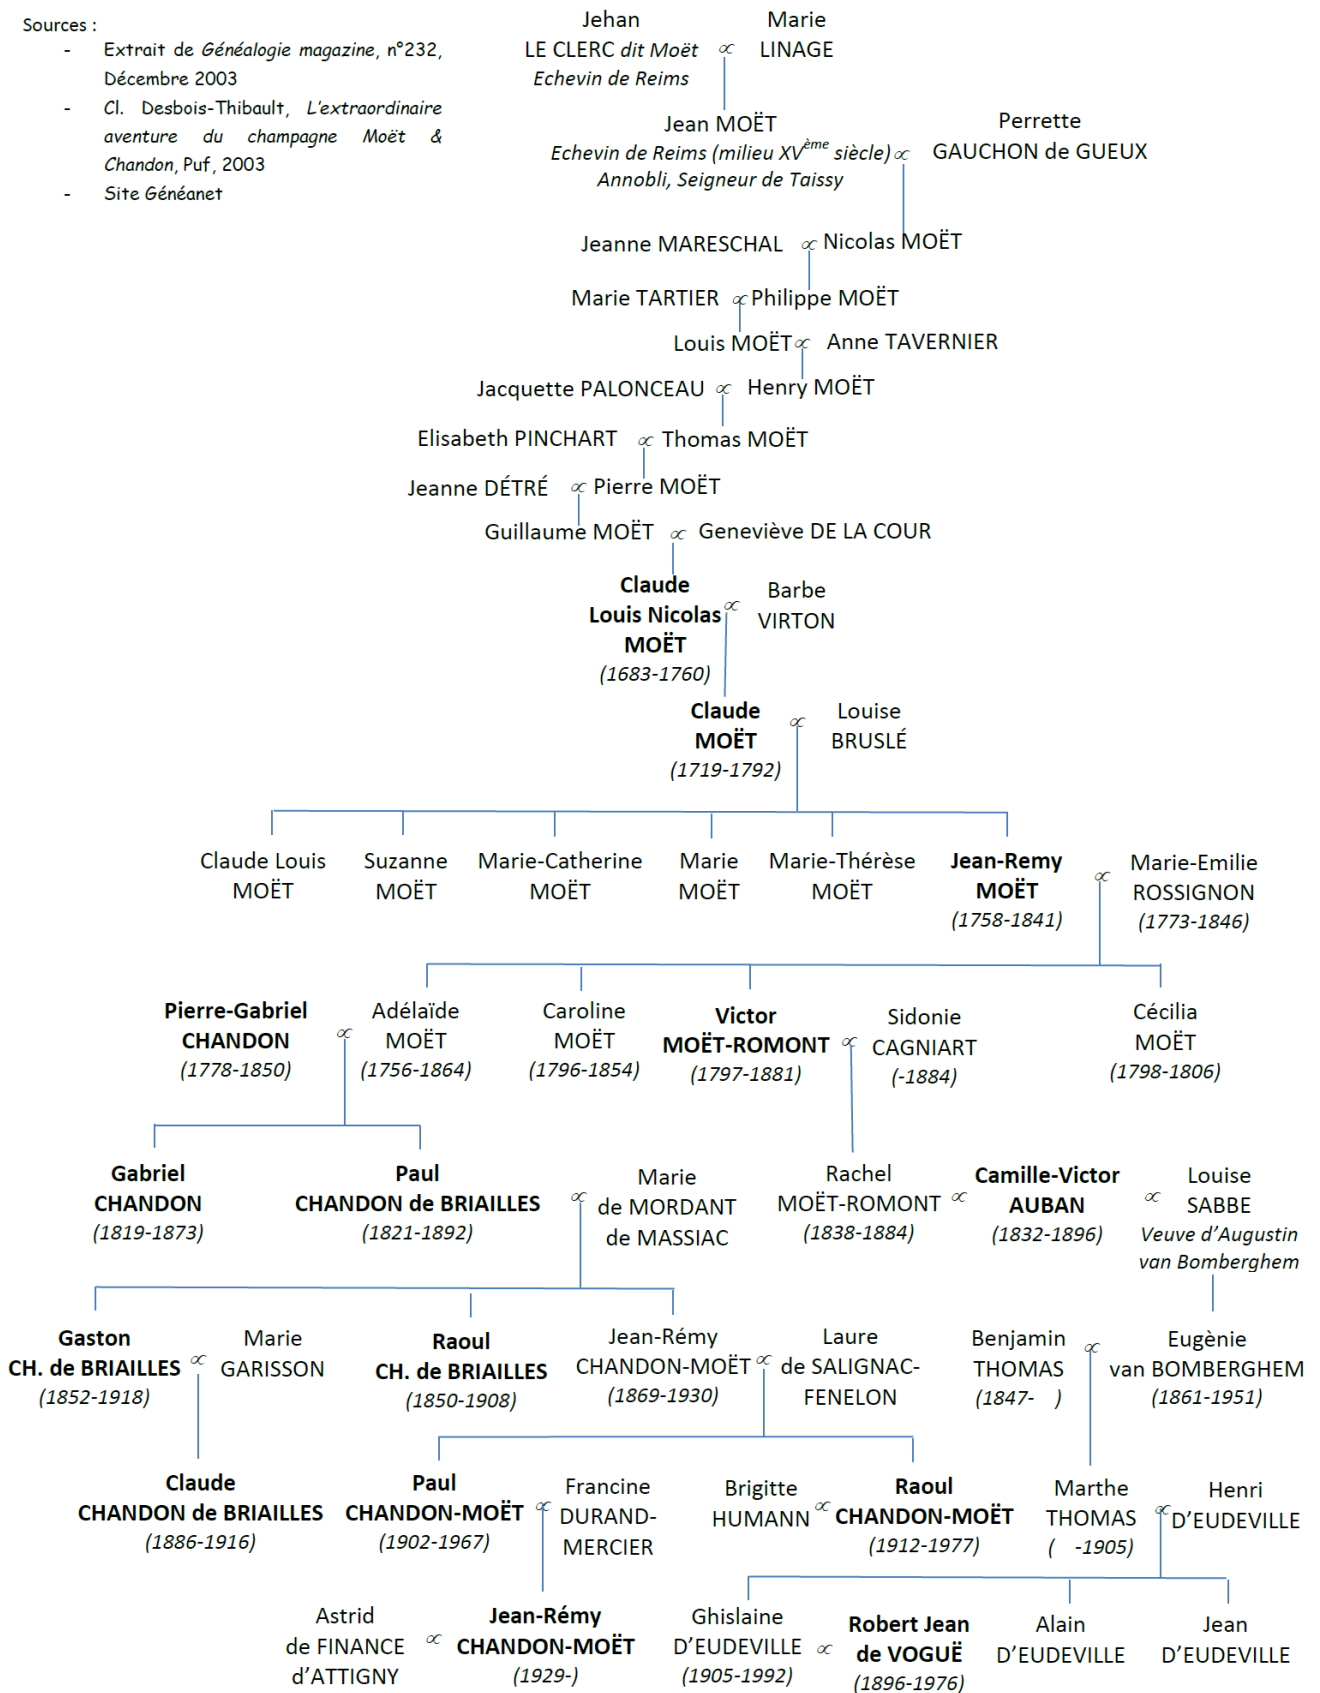 Sources :
- Extrait de Généalogie magazine, n°232,
Décembre 2003
- Cl. Desbois-Thibault, L'extraordinaire
aventure du champagne Moët &
Chandon, Puf, 2003
- Site Généanet
Jehan
LE CLERC dit Moët
Echevin de Reims
∝
Marie
LINAGE
Jean MOËT
Echevin de Reims (milieu XVème siècle)
Annobli, Seigneur de Taissy
∝
Perrette
GAUCHON de GUEUX
Jeanne MARESCHAL ∝ Nicolas MOËT
Marie TARTIER ∝ Philippe MOËT
Louis MOËT ∝ Anne TAVERNIER
Jacquette PALONCEAU ∝ Henry MOËT
Elisabeth PINCHART ∝ Thomas MOËT
Jeanne DÉTRÉ ∝ Pierre MOËT
Guillaume MOËT ∝ Geneviève DE LA COUR
Claude
Louis Nicolas
MOËT
(1683-1760)
∝
Barbe
VIRTON
Claude
MOËT
(1719-1792)
∝
Louise
BRUSLÉ
Claude Louis
MOËT
Suzanne
MOËT
Marie-Catherine
MOËT
Marie
MOËT
Marie-Thérèse
MOËT
Jean-Remy
MOËT
(1758-1841)
∝
Marie-Emilie
ROSSIGNON
(1773-1846)
Pierre-Gabriel
CHANDON
(1778-1850)
∝
Adélaïde
MOËT
(1756-1864)
Caroline
MOËT
(1796-1854)
Victor
MOËT-ROMONT
(1797-1881)
∝
Sidonie
CAGNIART
(-1884)
Cécilia
MOËT
(1798-1806)
Gabriel
CHANDON
(1819-1873)
Paul
CHANDON de BRIAILLES
(1821-1892)
∝
Marie
de MORDANT
de MASSIAC
Rachel
MOËT-ROMONT
(1838-1884)
∝
Camille-Victor
AUBAN
(1832-1896)
∝
Louise
SABBE
Veuve d'Augustin
van Bomberghem
Gaston
CH. de BRIAILLES
(1852-1918)
∝
Marie
GARISSON
Raoul
CH. de BRIAILLES
(1850-1908)
Jean-Rémy
CHANDON-MOËT
(1869-1930)
∝
Laure
de SALIGNAC-
FENELON
Benjamin
THOMAS
(1847- )
∝
Eugènie
van BOMBERGHEM
(1861-1951)
Claude
CHANDON de BRIAILLES
(1886-1916)
Paul
CHANDON-MOËT
(1902-1967)
∝
Francine
DURAND-
MERCIER
Brigitte
HUMANN
∝
Raoul
CHANDON-MOËT
(1912-1977)
Marthe
THOMAS
( -1905)
∝
Henri
D'EUDEVILLE
Astrid
de FINANCE
d'ATTIGNY
∝
Jean-Rémy
CHANDON-MOËT
(1929-)
Ghislaine
D'EUDEVILLE
(1905-1992)
∝
Robert Jean
de VOGUË
(1896-1976)
Alain
D'EUDEVILLE
Jean
D'EUDEVILLE